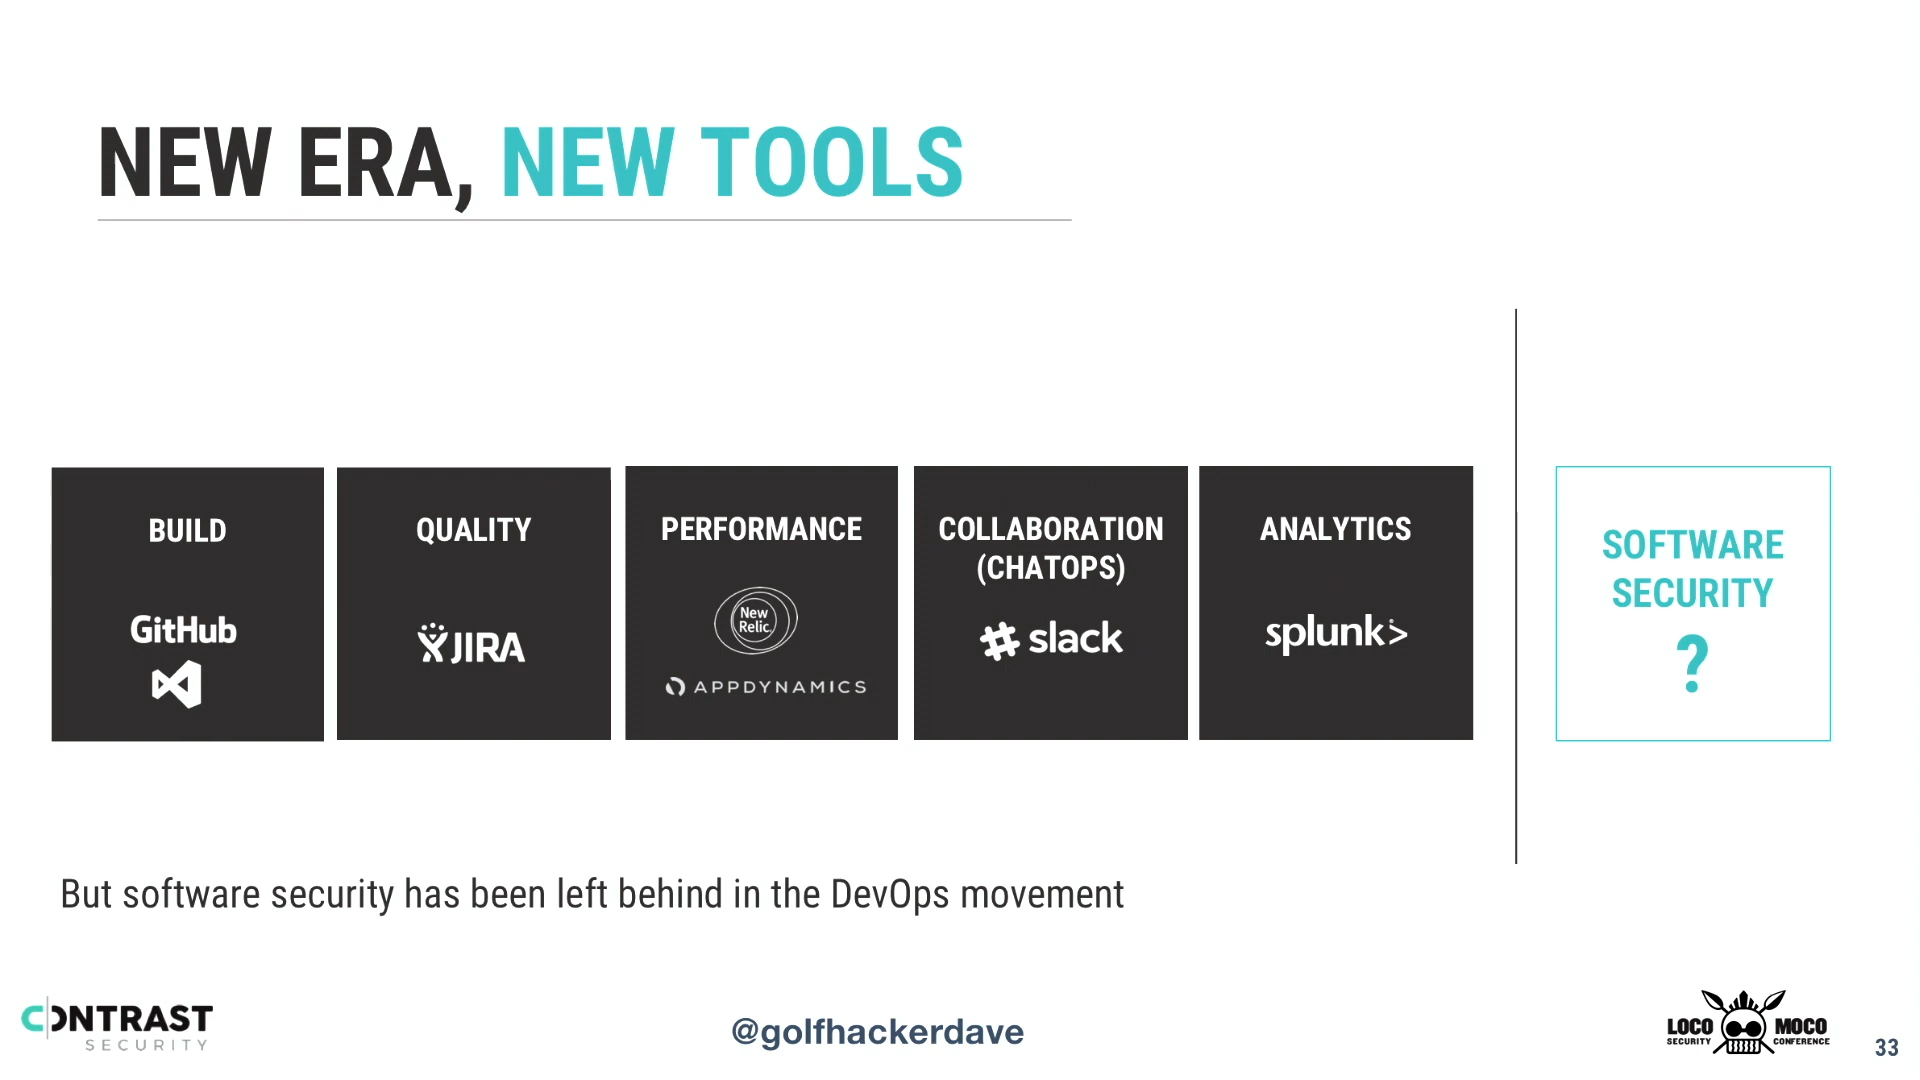 NEW ERA, NEW TOOLS
BUILD
GitHub
QUALITY
JIRA
PERFORMANCE
New
Relic.
APPDYNAMICS
COLLABORATION
(CHATOPS)
slack
ANALYTICS
splunk>
SOFTWARE
SECURITY
?
But software security has been left behind in the DevOps movement
CONTRAST
SECURITY
@golfhackerdave
LOCO MOCO
SECURITY CONFERENCE
33